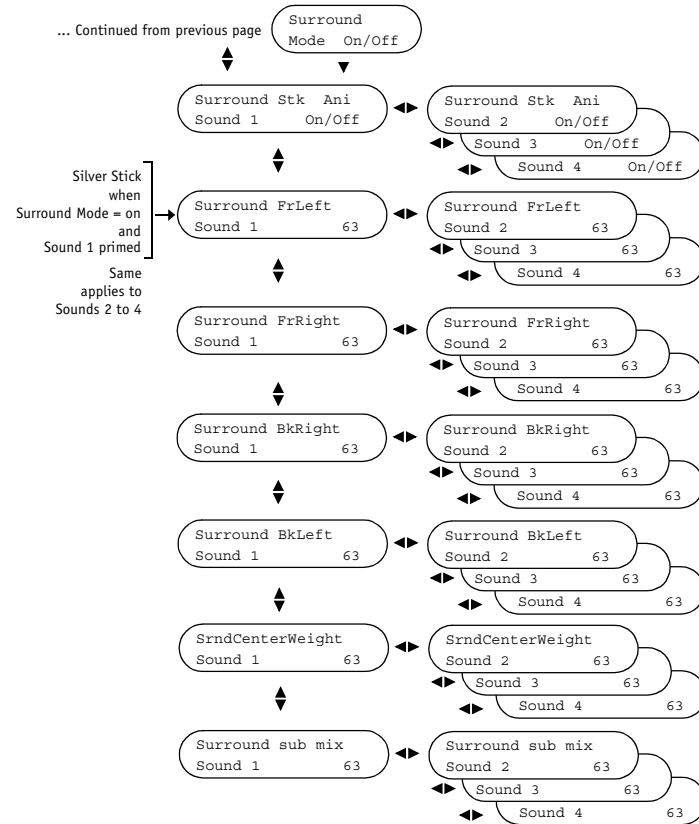 ... Continued from previous page
Surround
Mode On/Off
Surround Stk Ani
Sound 1 On/Off
Surround Stk Ani
Sound 2 On/Off
Sound 3 On/Off
Sound 4 On/Off
Silver Stick
when
Surround Mode = on
and
Sound 1 primed
Same
applies to
Sounds 2 to 4
Surround FrLeft
Sound 1 63
Surround FrLeft
Sound 2 63
Sound 3 63
Sound 4 63
Surround FrRight
Sound 1 63
Surround FrRight
Sound 2 63
Sound 3 63
Sound 4 63
Surround BkRight
Sound 1 63
Surround BkRight
Sound 2 63
Sound 3 63
Sound 4 63
Surround BkLeft
Sound 1 63
Surround BkLeft
Sound 2 63
Sound 3 63
Sound 4 63
SrndCenterWeight
Sound 1 63
SrndCenterWeight
Sound 2 63
Sound 3 63
Sound 4 63
Surround sub mix
Sound 1 63
Surround sub mix
Sound 2 63
Sound 3 63
Sound 4 63